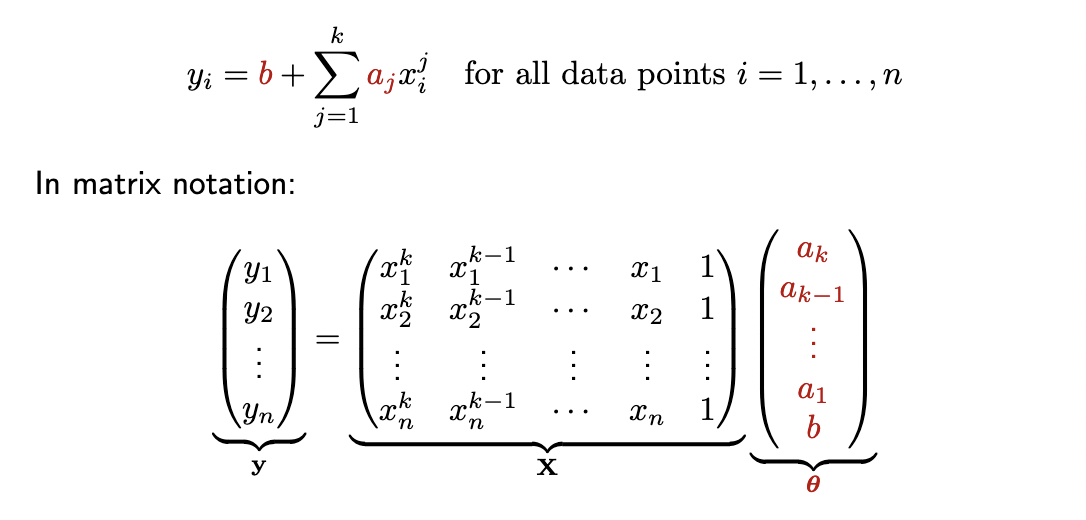 $y_i = b + \sum_{j=1}^{k} a_j x_i^j \quad \text{for all data points } i = 1, \ldots, n$
In matrix notation:
$\underbrace{\begin{pmatrix} y_1 \\ y_2 \\ \vdots \\ y_n \end{pmatrix}}_{\mathbf{y}} = \underbrace{\begin{pmatrix} x_1^k & x_1^{k-1} & \cdots & x_1 & 1 \\ x_2^k & x_2^{k-1} & \cdots & x_2 & 1 \\ \vdots & \vdots & \vdots & \vdots & \vdots \\ x_n^k & x_n^{k-1} & \cdots & x_n & 1 \end{pmatrix}}_{\mathbf{X}} \underbrace{\begin{pmatrix} a_k \\ a_{k-1} \\ \vdots \\ a_1 \\ b \end{pmatrix}}_{\boldsymbol{\theta}}$